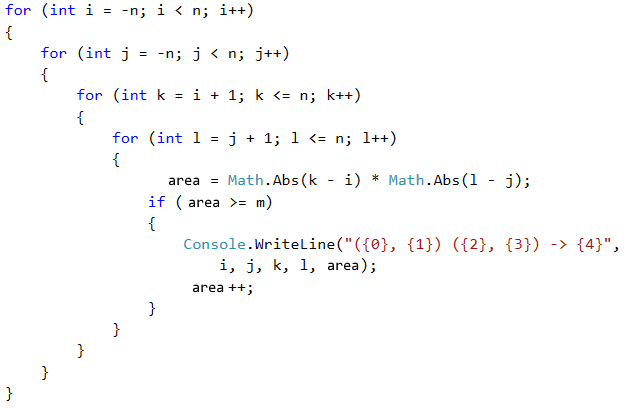 for (int i = -n; i < n; i++)
{
    for (int j = -n; j < n; j++)
    {
        for (int k = i + 1; k <= n; k++)
        {
            for (int l = j + 1; l <= n; l++)
            {
                area = Math.Abs(k - i) * Math.Abs(l - j);
                if ( area >= m)
                {
                    Console.WriteLine("({0}, {1}) ({2}, {3}) -> {4}",
                        i, j, k, l, area);
                    area ++;
                }
            }
        }
    }
}